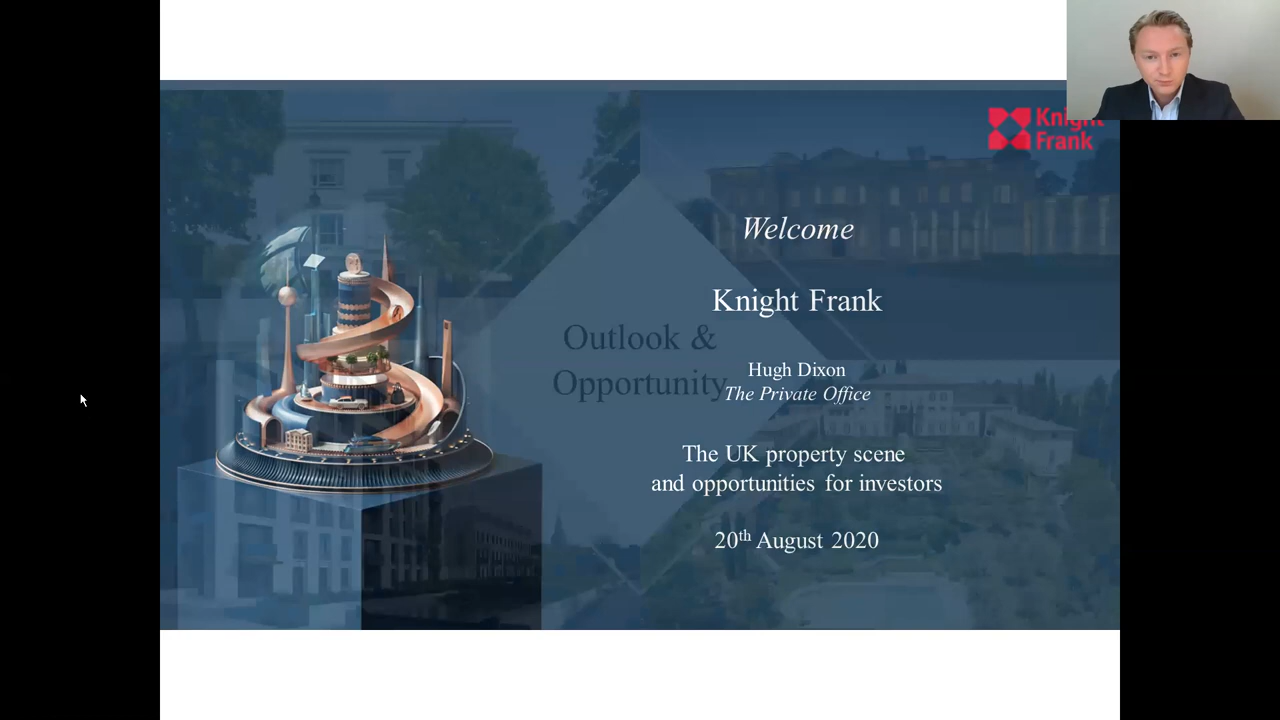 Knight
Frank
Welcome
Knight Frank
Outlook &
Opportunity
Hugh Dixon
The Private Office
The UK property scene
and opportunities for investors
20th August 2020